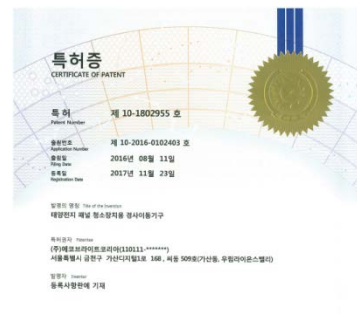 특허증
CERTIFICATE OF PATENT
특 허 제 10-1802955 호
Patent Number
출원번호 제 10-2016-0102403 호
Application Number
출원일 2016년 08월 11일
Filing Date
등록일 2017년 11월 23일
Registration Date
발명의 명칭 Title of the Invention
태양전지 패널 청소장치용 경사이동기구
특허권자 Patentee
(주)에코브라이트코리아(110111-*******)
서울특별시 금천구 가산디지털1로 168, 씨동 509호(가산동, 우림라이온스밸리)
발명자 Inventor
등록사항란에 기재